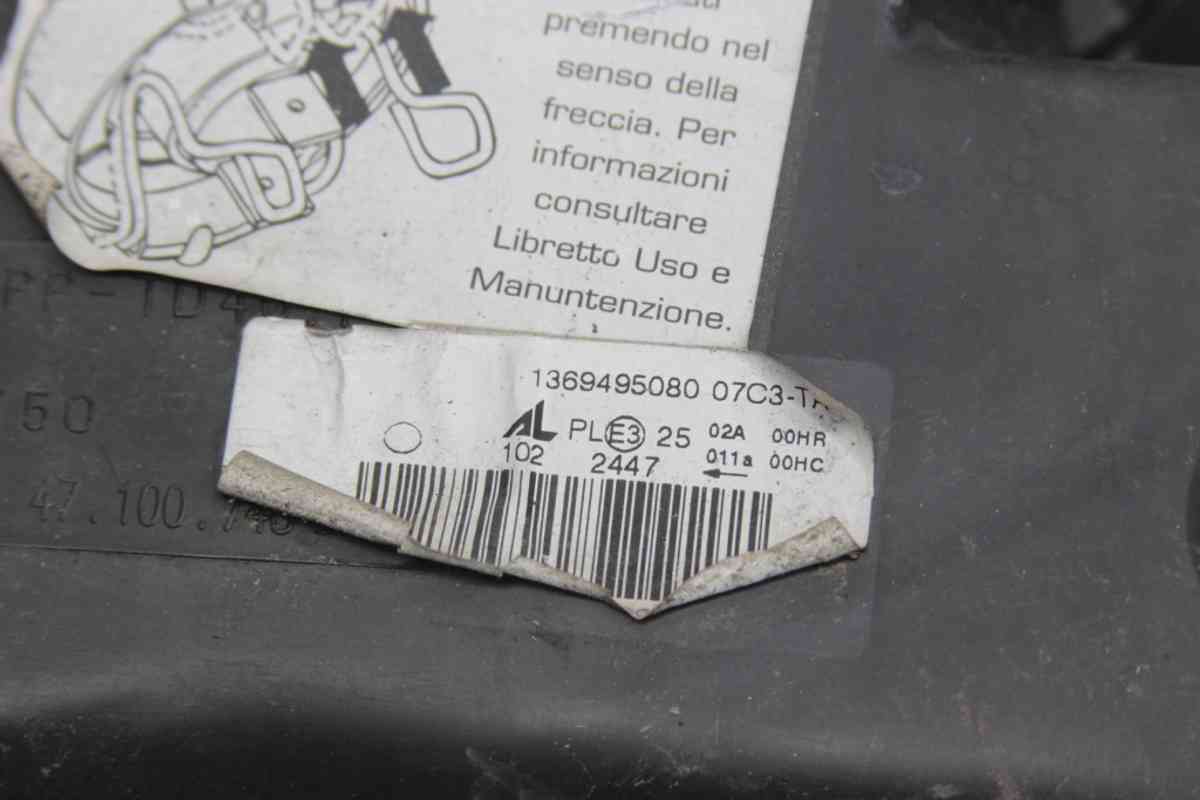 premendo nel
senso della
freccia. Per
informazioni
consultare
Libretto Uso e
Manuntenzione.
1369495080 07C3-TA
AL PL E3 25 02A 00HR
102 2447 011a 00HC
50
47.100.